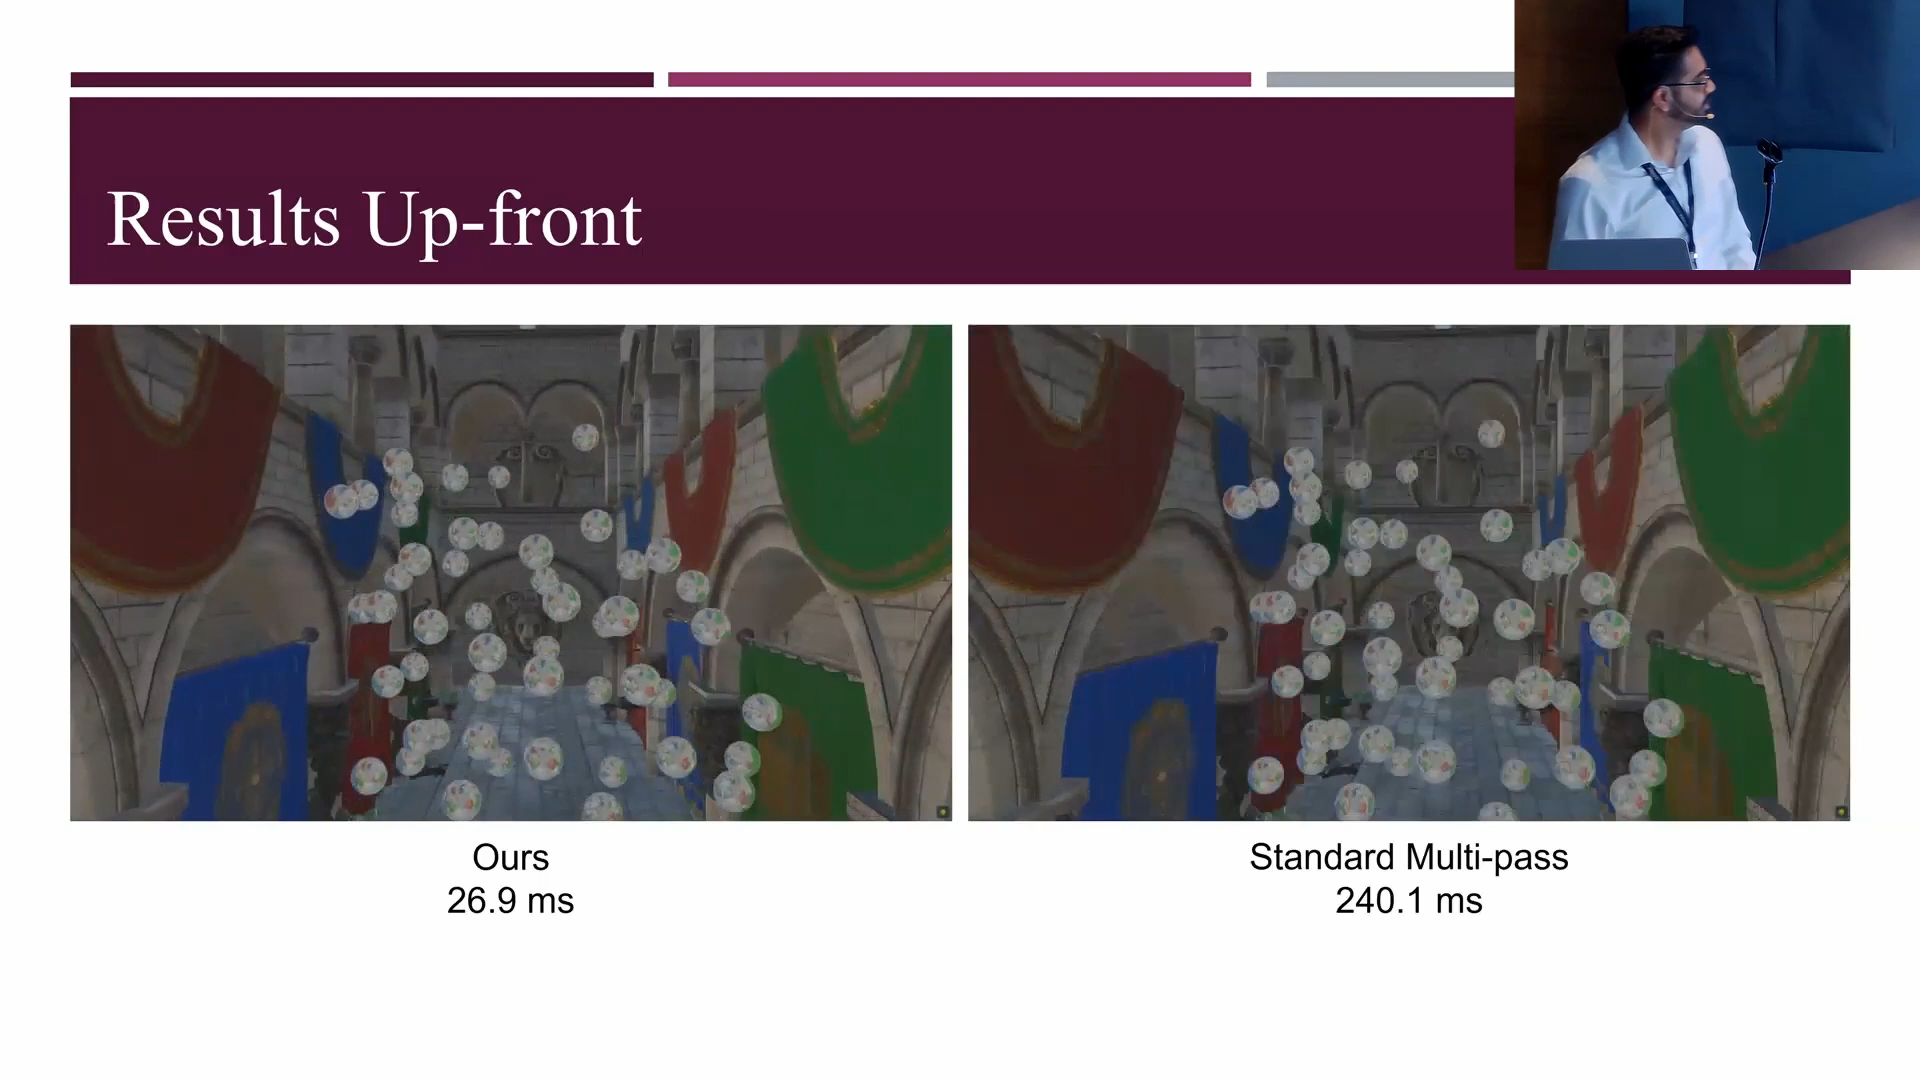 Results Up-front
Ours
26.9 ms
Standard Multi-pass
240.1 ms